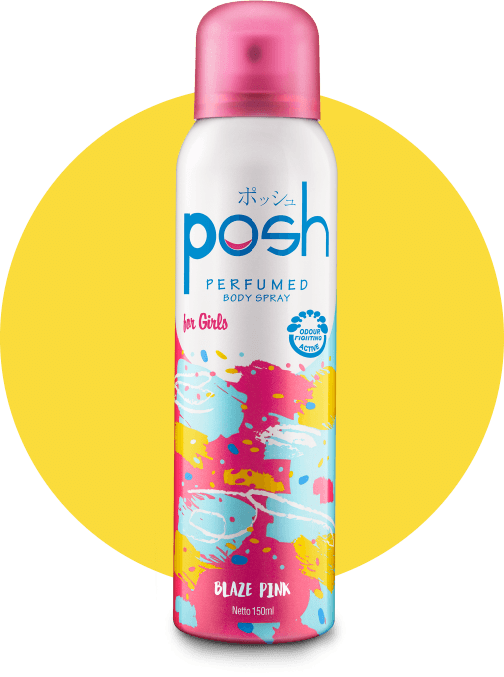 ポッシュ
posh
PERFUMED
BODY SPRAY
for Girls
ODOUR
FIGHTING
ACTIVE
BLAZE PINK
Netto 150ml